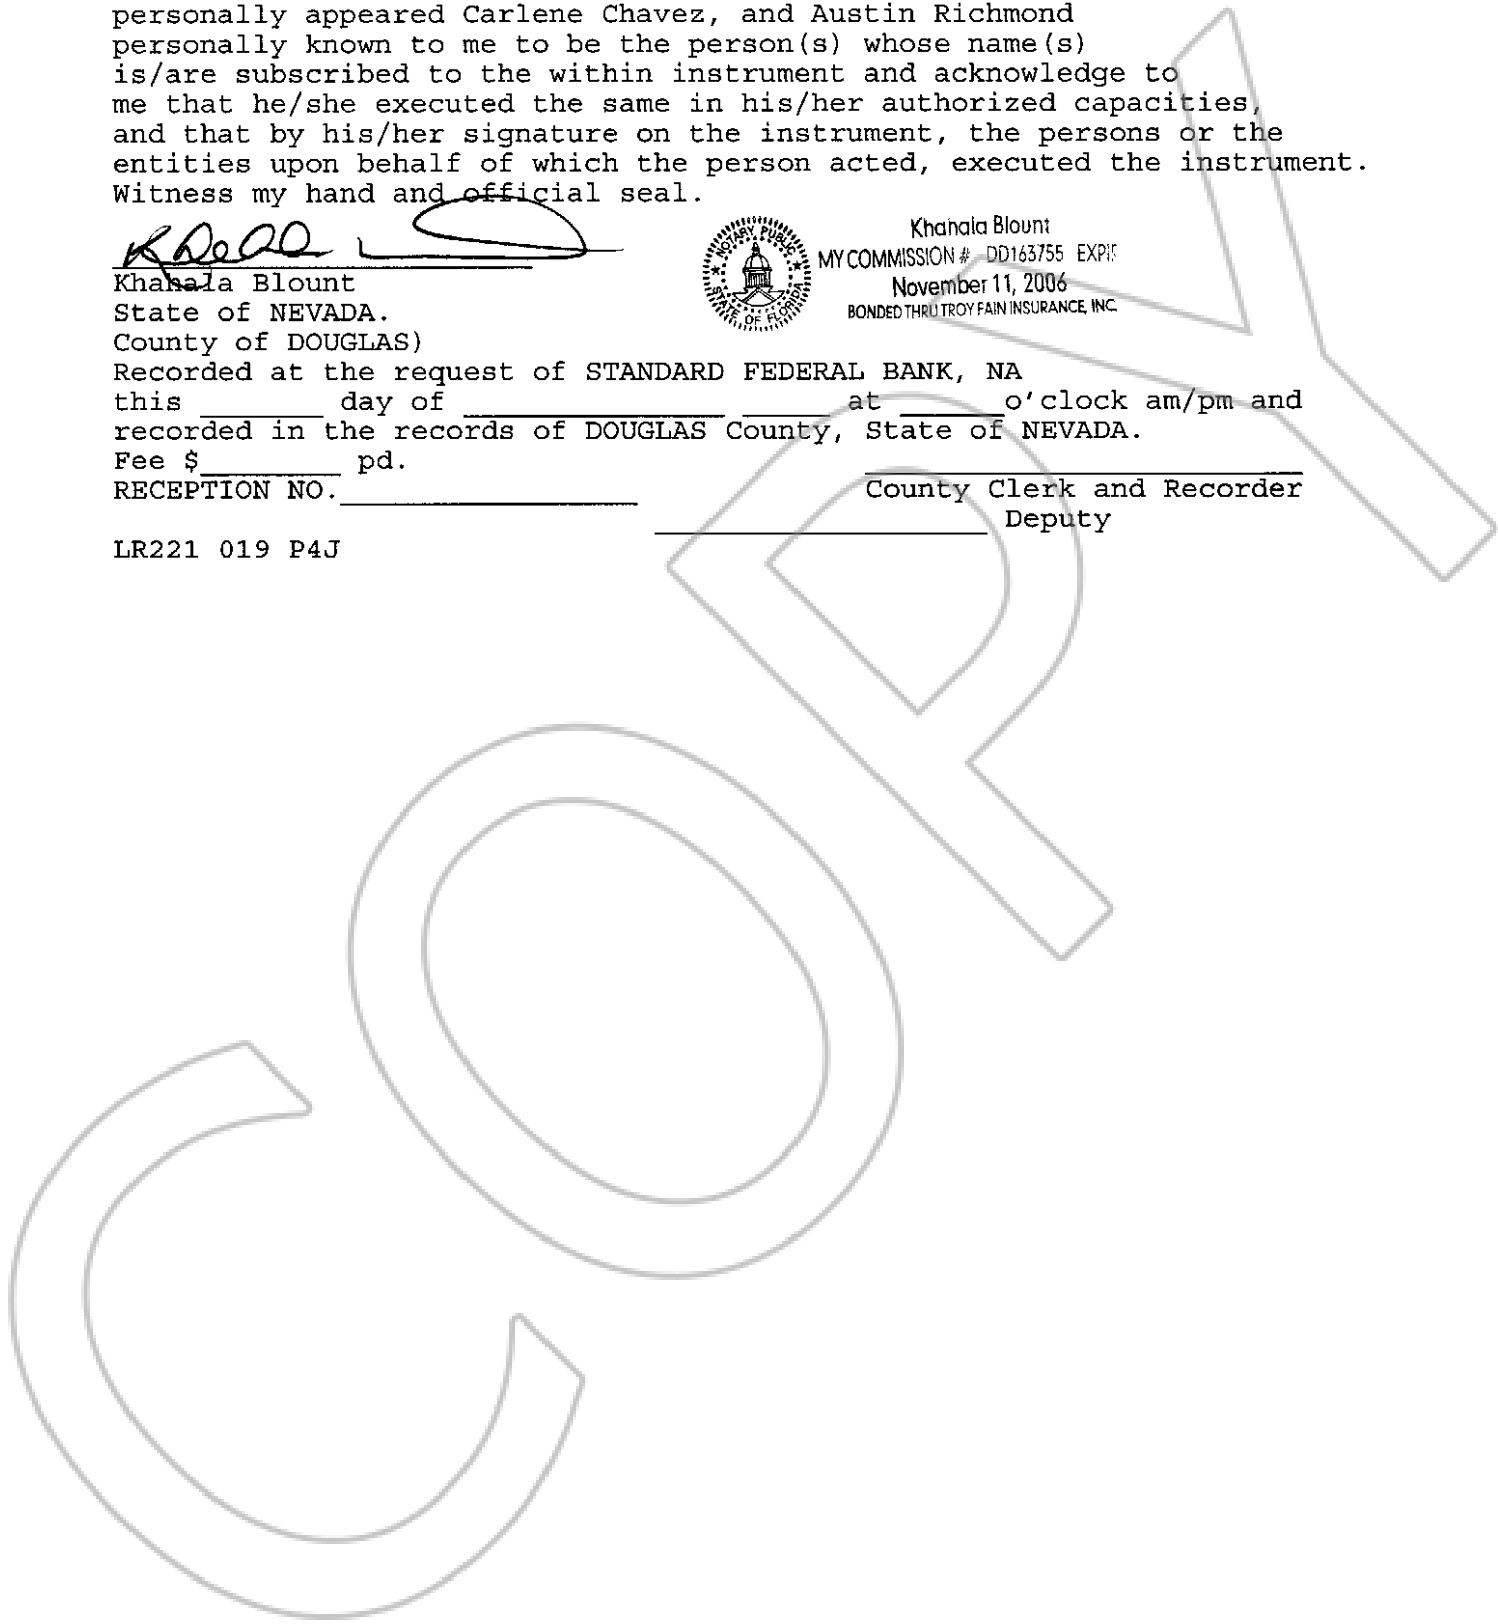 personally appeared Carlene Chavez, and Austin Richmond
personally known to me to be the person(s) whose name(s)
is/are subscribed to the within instrument and acknowledge to
me that he/she executed the same in his/her authorized capacities,
and that by his/her signature on the instrument, the persons or the
entities upon behalf of which the person acted, executed the instrument.
Witness my hand and official seal.
Khahala Blount
MY COMMISSION # DD163755 EXPI
November 11, 2006
BONDED THRU TROY FAIN INSURANCE, INC.
NOTARY PUBLIC
STATE OF FLORIDA
Khahala Blount
State of NEVADA.
County of DOUGLAS)
Recorded at the request of STANDARD FEDERAL BANK, NA
this _______ day of _______________ _____ at ______o'clock am/pm and
recorded in the records of DOUGLAS County, State of NEVADA.
Fee $________ pd.
RECEPTION NO._________________
County Clerk and Recorder
___________________ Deputy
LR221 019 P4J
COPY